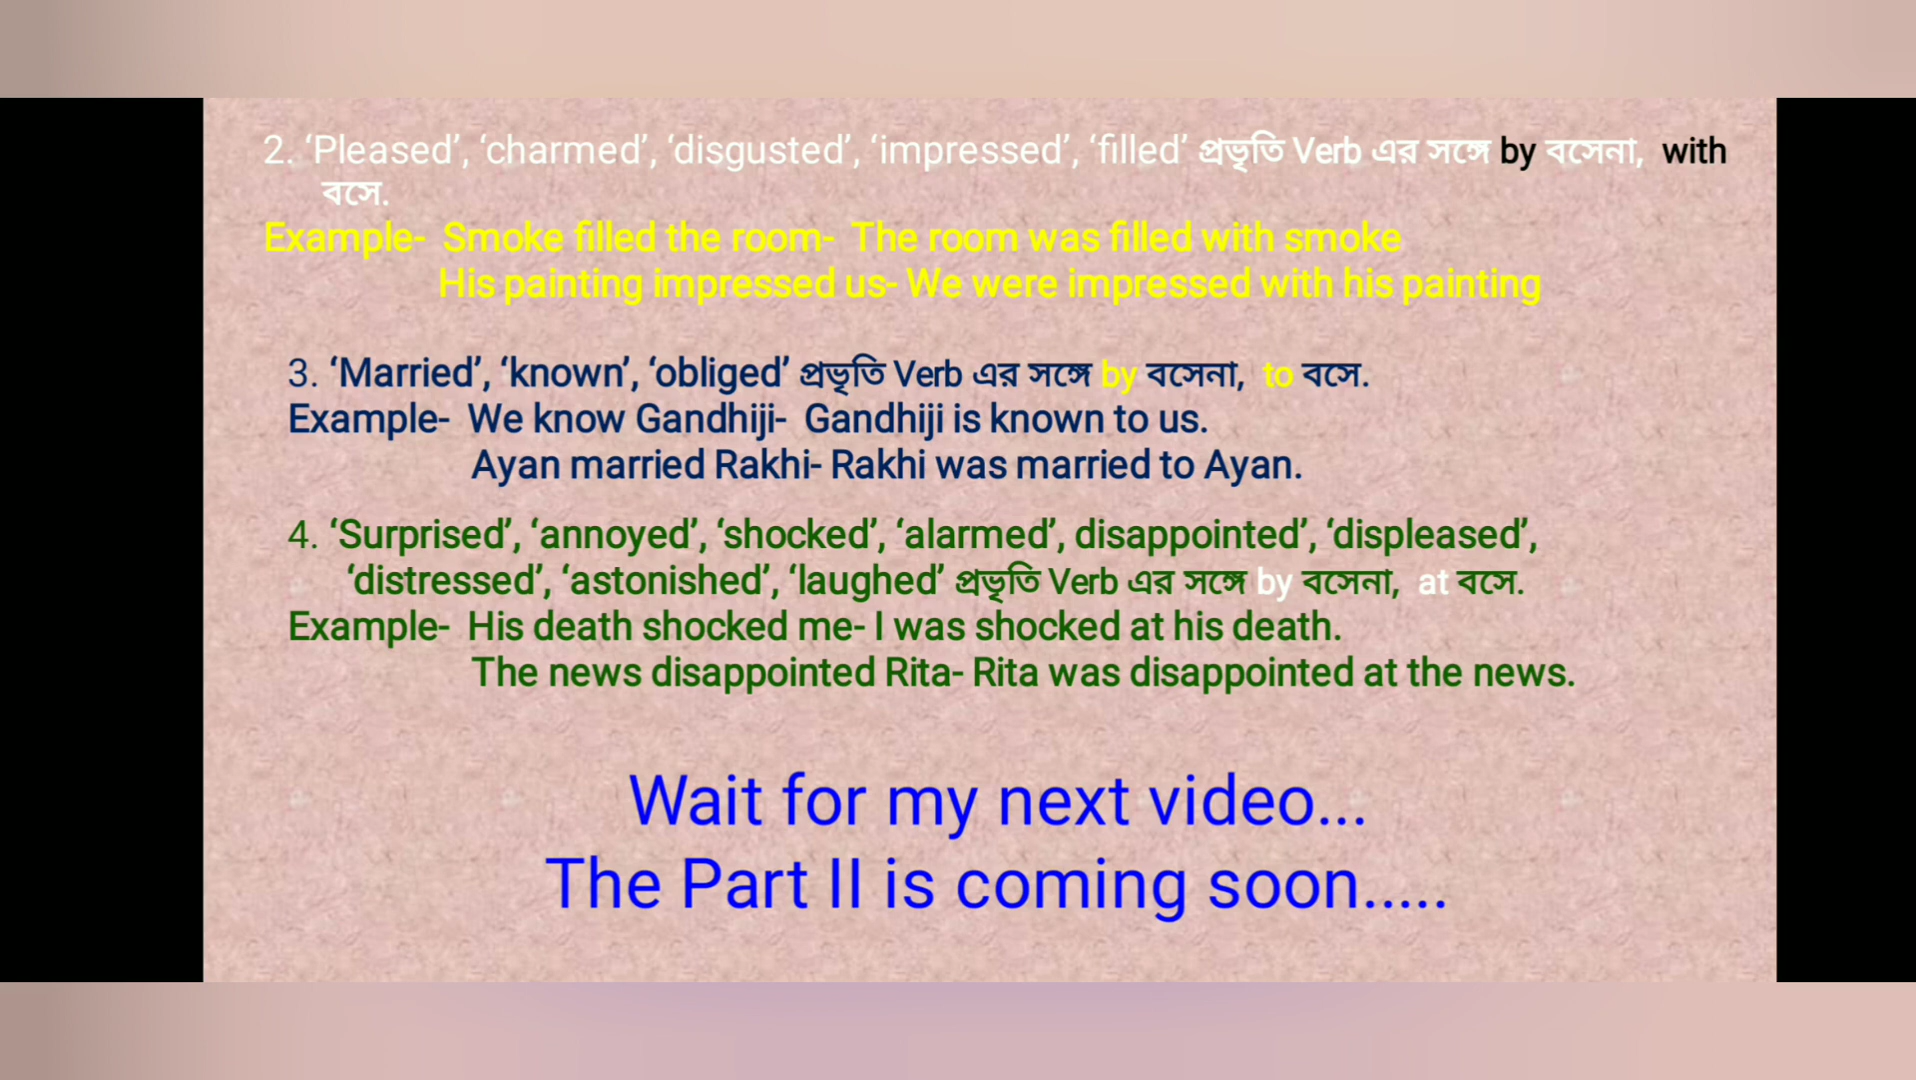 2. ‘Pleased’, ‘charmed’, ‘disgusted’, ‘impressed’, ‘filled’ প্রভৃতি Verb এর সঙ্গে by বসেনা, with
বসে.
Example- Smoke filled the room- The room was filled with smoke
His painting impressed us- We were impressed with his painting
3. ‘Married’, ‘known’, ‘obliged’ প্রভৃতি Verb এর সঙ্গে by বসেনা, to বসে.
Example- We know Gandhiji- Gandhiji is known to us.
Ayan married Rakhi- Rakhi was married to Ayan.
4. ‘Surprised’, ‘annoyed’, ‘shocked’, ‘alarmed’, disappointed’, ‘displeased’,
‘distressed’, ‘astonished’, ‘laughed’ প্রভৃতি Verb এর সঙ্গে by বসেনা, at বসে.
Example- His death shocked me- I was shocked at his death.
The news disappointed Rita- Rita was disappointed at the news.
Wait for my next video...
The Part II is coming soon.....